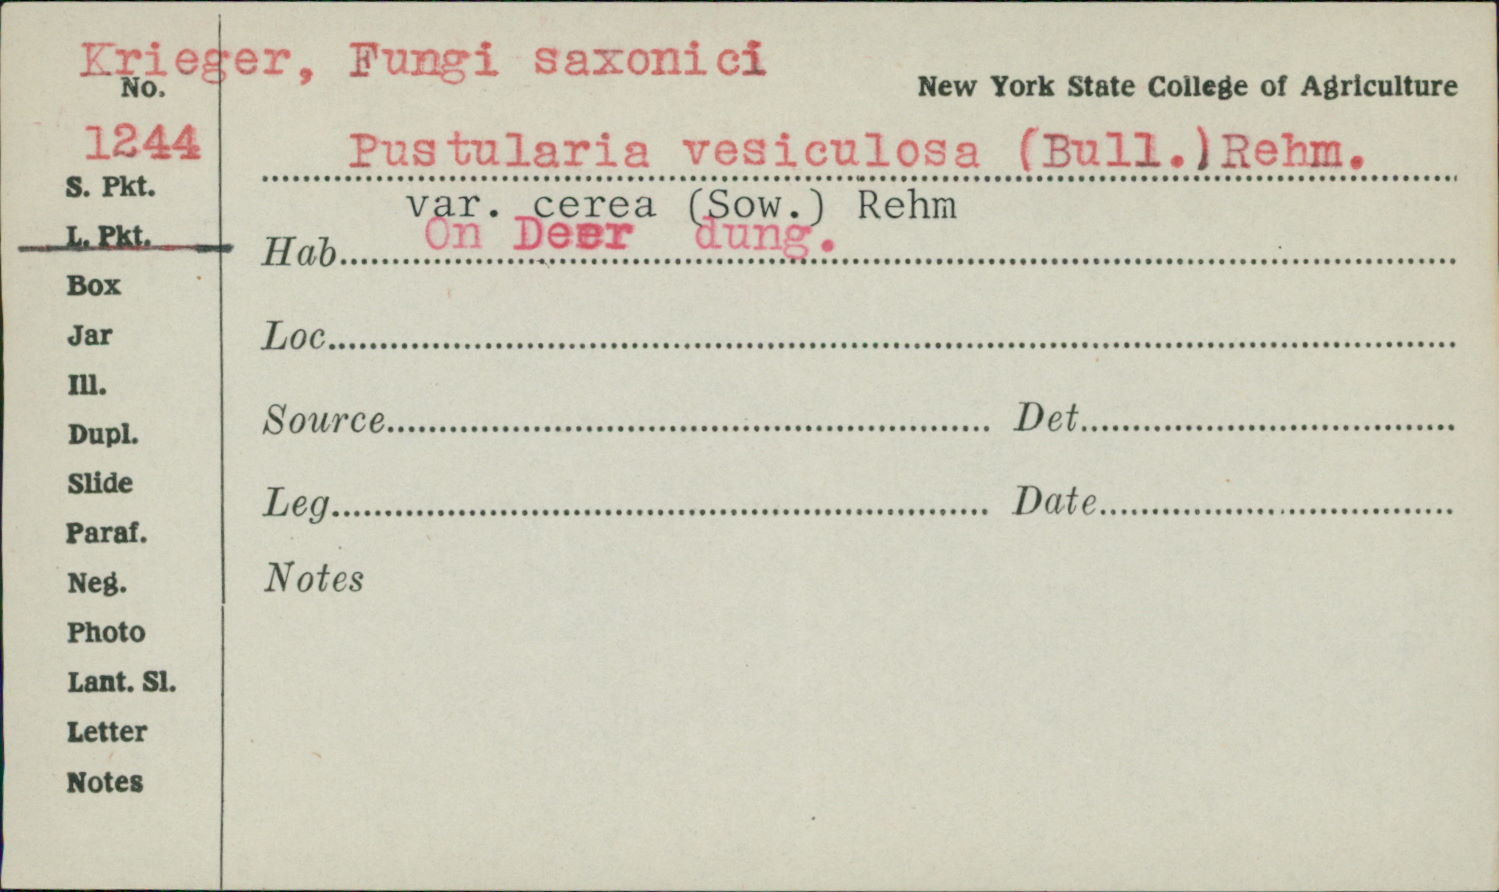 Krieger, Fungi saxonici
No.
New York State College of Agriculture
1244
Pustularia vesiculosa (Bull.)Rehm.
S. Pkt.
var. cerea (Sow.) Rehm
L. Pkt.
Hab. On Deer dung.
Box
Jar
Loc.
Ill.
Dupl.
Source Det.
Slide
Leg. Date
Paraf.
Neg.
Notes
Photo
Lant. Sl.
Letter
Notes